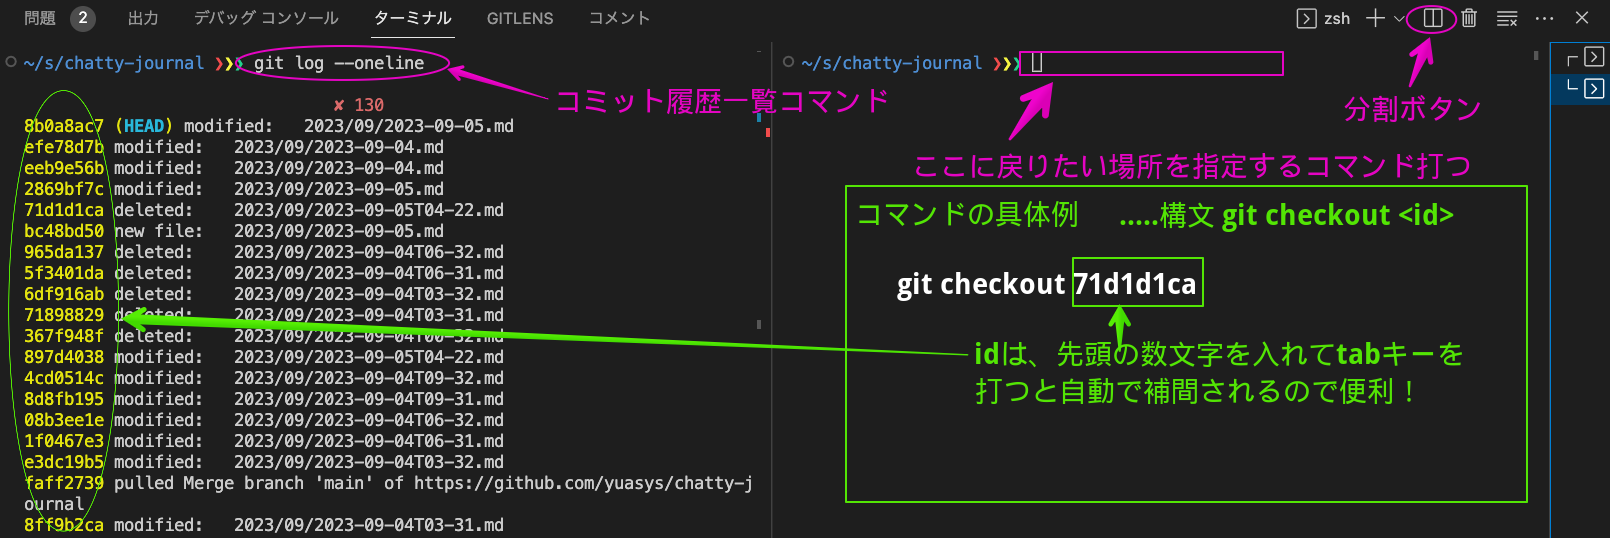 問題 2 出力 デバッグ コンソール ターミナル GITLENS コメント zsh
~/s/chatty-journal ❯❯❯ git log --oneline
✘ 130
8b0a8ac7 (HEAD) modified: 2023/09/2023-09-05.md
efe78d7b modified: 2023/09/2023-09-04.md
eeb9e56b modified: 2023/09/2023-09-04.md
2869bf7c modified: 2023/09/2023-09-05.md
71d1d1ca deleted: 2023/09/2023-09-05T04-22.md
bc48bd50 new file: 2023/09/2023-09-05.md
965da137 deleted: 2023/09/2023-09-04T06-32.md
5f3401da deleted: 2023/09/2023-09-04T06-31.md
6df916ab deleted: 2023/09/2023-09-04T03-32.md
71898829 deleted: 2023/09/2023-09-04T03-31.md
367f948f deleted: 2023/09/2023-09-04T00-32.md
897d4038 modified: 2023/09/2023-09-05T04-22.md
4cd0514c modified: 2023/09/2023-09-04T09-32.md
8d8fb195 modified: 2023/09/2023-09-04T09-31.md
08b3ee1e modified: 2023/09/2023-09-04T06-32.md
1f0467e3 modified: 2023/09/2023-09-04T06-31.md
e3dc19b5 modified: 2023/09/2023-09-04T03-32.md
faff2739 pulled Merge branch 'main' of https://github.com/yuasys/chatty-j
ournal
8ff9b2ca modified: 2023/09/2023-09-04T03-31.md
コミット履歴一覧コマンド
~/s/chatty-journal ❯❯❯
分割ボタン
ここに戻りたい場所を指定するコマンド打つ
コマンドの具体例 .....構文 git checkout <id>
git checkout 71d1d1ca
idは、先頭の数文字を入れてtabキーを
打つと自動で補間されるので便利！